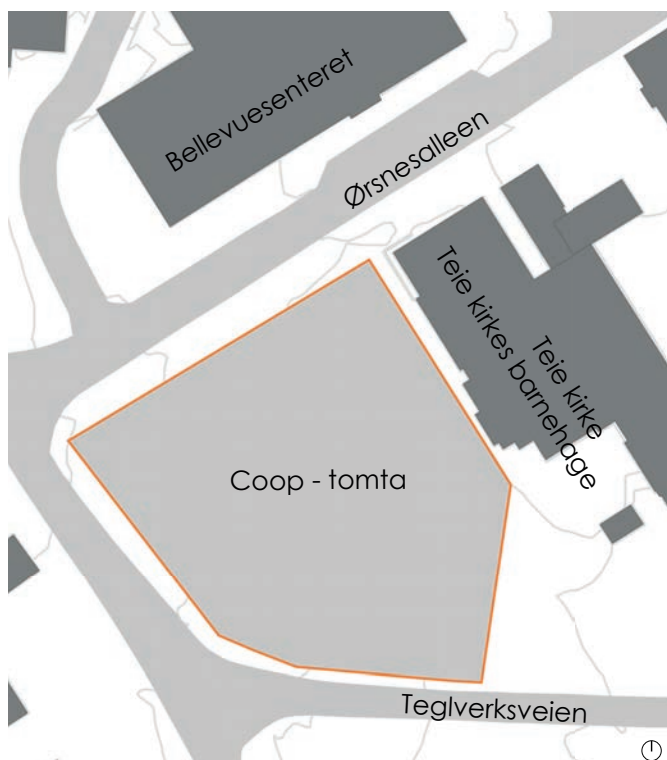 Bellevuesenteret
Ørsnesalleen
Teie kirkes barnehage
Teie kirke
Coop - tomta
Teglverksveien